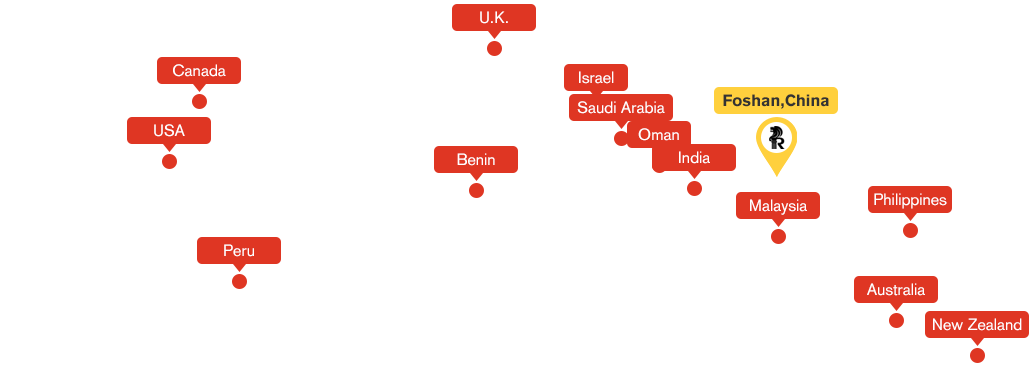 U.K.
Canada
Israel
Foshan,China
Saudi Arabia
USA
Oman
Benin
India
Philippines
Malaysia
Peru
Australia
New Zealand